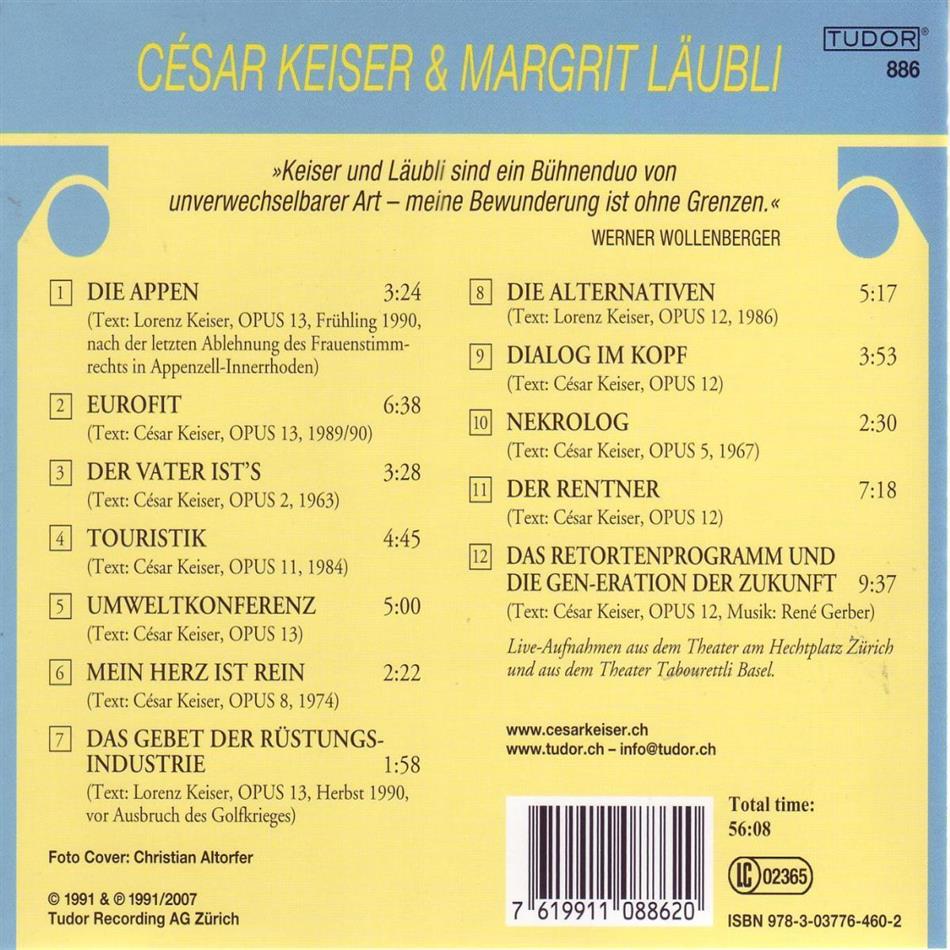 CÉSAR KEISER & MARGRIT LÄUBLI
TUDOR®
886
»Keiser und Läubli sind ein Bühnenduo von
unverwechselbarer Art – meine Bewunderung ist ohne Grenzen.«
WERNER WOLLENBERGER
1 DIE APPEN 3:24
(Text: Lorenz Keiser, OPUS 13, Frühling 1990,
nach der letzten Ablehnung des Frauenstimm-
rechts in Appenzell-Innerrhoden)
2 EUROFIT 6:38
(Text: César Keiser, OPUS 13, 1989/90)
3 DER VATER IST'S 3:28
(Text: César Keiser, OPUS 2, 1963)
4 TOURISTIK 4:45
(Text: César Keiser, OPUS 11, 1984)
5 UMWELTKONFERENZ 5:00
(Text: César Keiser, OPUS 13)
6 MEIN HERZ IST REIN 2:22
(Text: César Keiser, OPUS 8, 1974)
7 DAS GEBET DER RÜSTUNGS-
INDUSTRIE 1:58
(Text: Lorenz Keiser, OPUS 13, Herbst 1990,
vor Ausbruch des Golfkrieges)
Foto Cover: Christian Altorfer
© 1991 & ℗ 1991/2007
Tudor Recording AG Zürich
8 DIE ALTERNATIVEN 5:17
(Text: Lorenz Keiser, OPUS 12, 1986)
9 DIALOG IM KOPF 3:53
(Text: César Keiser, OPUS 12)
10 NEKROLOG 2:30
(Text: César Keiser, OPUS 5, 1967)
11 DER RENTNER 7:18
(Text: César Keiser, OPUS 12)
12 DAS RETORTENPROGRAMM UND
DIE GEN-ERATION DER ZUKUNFT 9:37
(Text: César Keiser, OPUS 12, Musik: René Gerber)
Live-Aufnahmen aus dem Theater am Hechtplatz Zürich
und aus dem Theater Tabourettli Basel.
www.cesarkeiser.ch
www.tudor.ch – info@tudor.ch
Total time:
56:08
LC 02365
7 619911 088620
ISBN 978-3-03776-460-2